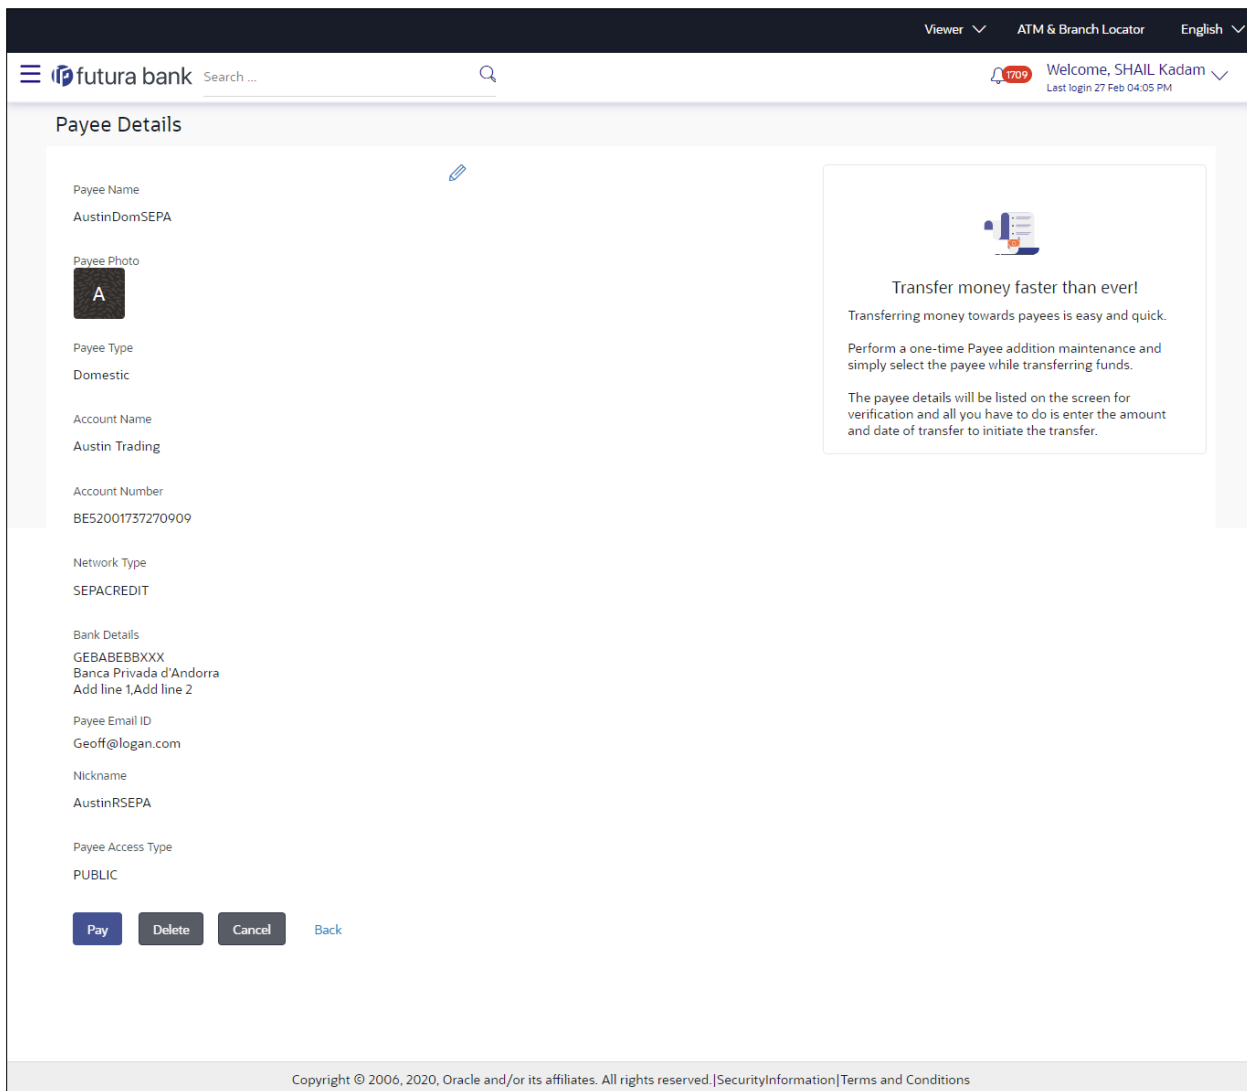 Viewer ATM & Branch Locator English
futura bank Search ... 1709 Welcome, SHAIL Kadam
Last login 27 Feb 04:05 PM
Payee Details
Payee Name
AustinDomSEPA
Payee Photo
A
Payee Type
Domestic
Account Name
Austin Trading
Account Number
BE52001737270909
Network Type
SEPACREDIT
Bank Details
GEBABEBBXXX
Banca Privada d'Andorra
Add line 1,Add line 2
Payee Email ID
Geoff@logan.com
Nickname
AustinRSEPA
Payee Access Type
PUBLIC
Pay Delete Cancel Back
Transfer money faster than ever!
Transferring money towards payees is easy and quick.
Perform a one-time Payee addition maintenance and
simply select the payee while transferring funds.
The payee details will be listed on the screen for
verification and all you have to do is enter the amount
and date of transfer to initiate the transfer.
Copyright © 2006, 2020, Oracle and/or its affiliates. All rights reserved.|SecurityInformation|Terms and Conditions